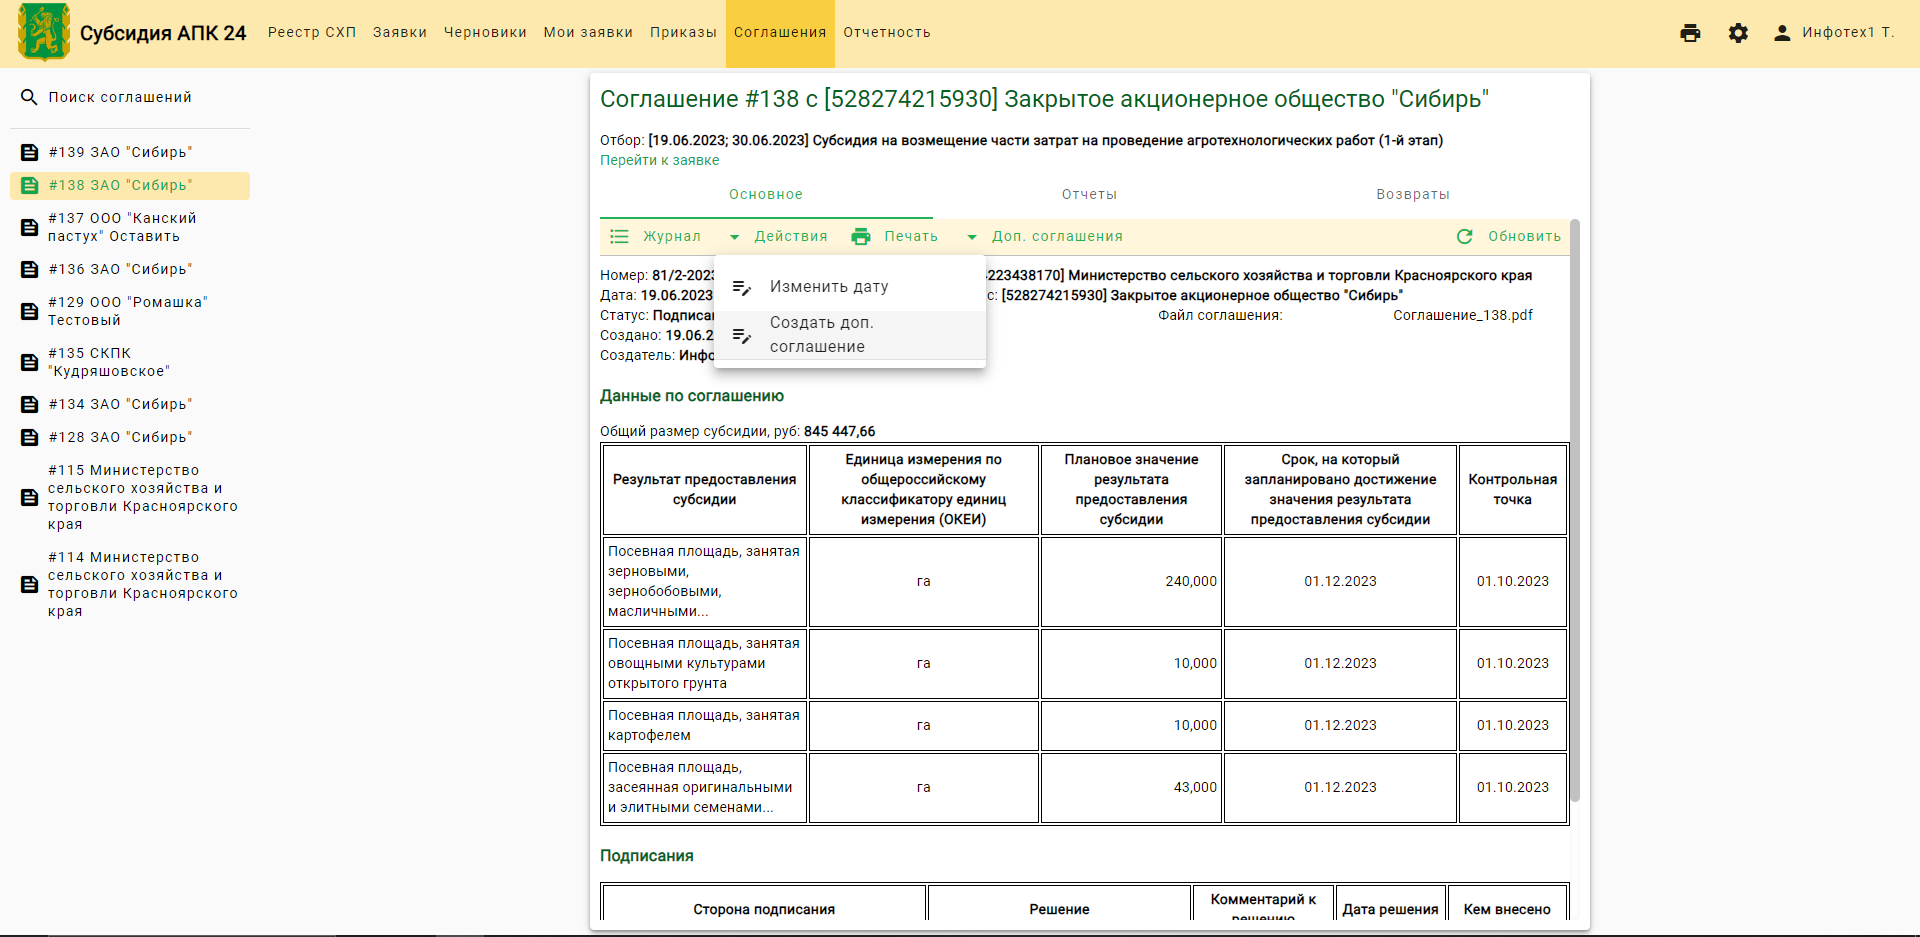 Субсидия АПК 24
Реестр СХП
Заявки
Черновики
Мои заявки
Приказы
Соглашения
Отчетность
Инфотех1 Т.
Поиск соглашений
#139 ЗАО "Сибирь"
#138 ЗАО "Сибирь"
#137 ООО "Канский
пастух" Оставить
#136 ЗАО "Сибирь"
#129 ООО "Ромашка"
Тестовый
#135 СКПК
"Кудряшовское"
#134 ЗАО "Сибирь"
#128 ЗАО "Сибирь"
#115 Министерство
сельского хозяйства и
торговли Красноярского
края
#114 Министерство
сельского хозяйства и
торговли Красноярского
края
Соглашение #138 с [528274215930] Закрытое акционерное общество "Сибирь"
Отбор: [19.06.2023; 30.06.2023] Субсидия на возмещение части затрат на проведение агротехнологических работ (1-й этап)
Перейти к заявке
Основное
Отчеты
Возвраты
Журнал
Действия
Печать
Доп. соглашения
Обновить
Изменить дату
Создать доп.
соглашение
Номер: 81/2-2023
223438170] Министерство сельского хозяйства и торговли Красноярского края
Дата: 19.06.2023
с: [528274215930] Закрытое акционерное общество "Сибирь"
Статус: Подписа
Файл соглашения:
Соглашение_138.pdf
Создано: 19.06.2
Создатель: Инфо
Данные по соглашению
Общий размер субсидии, руб: 845 447,66
Результат предоставления
субсидии
Единица измерения по
общероссийскому
классификатору единиц
измерения (ОКЕИ)
Плановое значение
результата
предоставления
субсидии
Срок, на который
запланировано достижение
значения результата
предоставления субсидии
Контрольная
точка
Посевная площадь, занятая
зерновыми,
зернобобовыми,
масличными...
га
240,000
01.12.2023
01.10.2023
Посевная площадь, занятая
овощными культурами
открытого грунта
га
10,000
01.12.2023
01.10.2023
Посевная площадь, занятая
картофелем
га
10,000
01.12.2023
01.10.2023
Посевная площадь,
засеянная оригинальными
и элитными семенами...
га
43,000
01.12.2023
01.10.2023
Подписания
Сторона подписания
Решение
Комментарий к
решению
Дата решения
Кем внесено